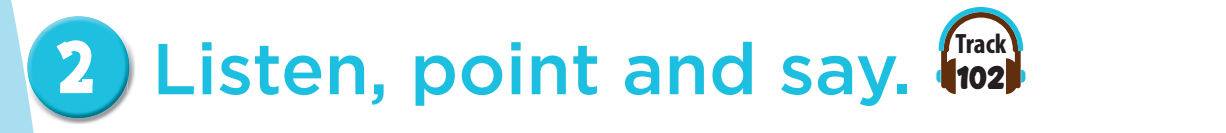 2 Listen, point and say. Track 102